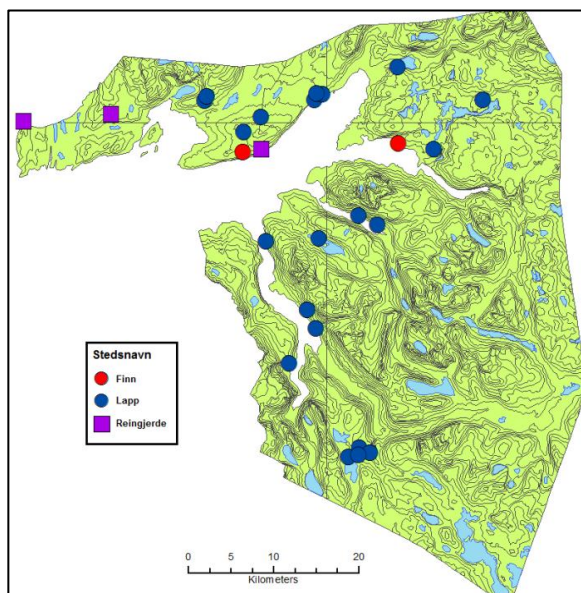 Stedsnavn
Finn
Lapp
Reingjerde
0 5 10 20
Kilometers